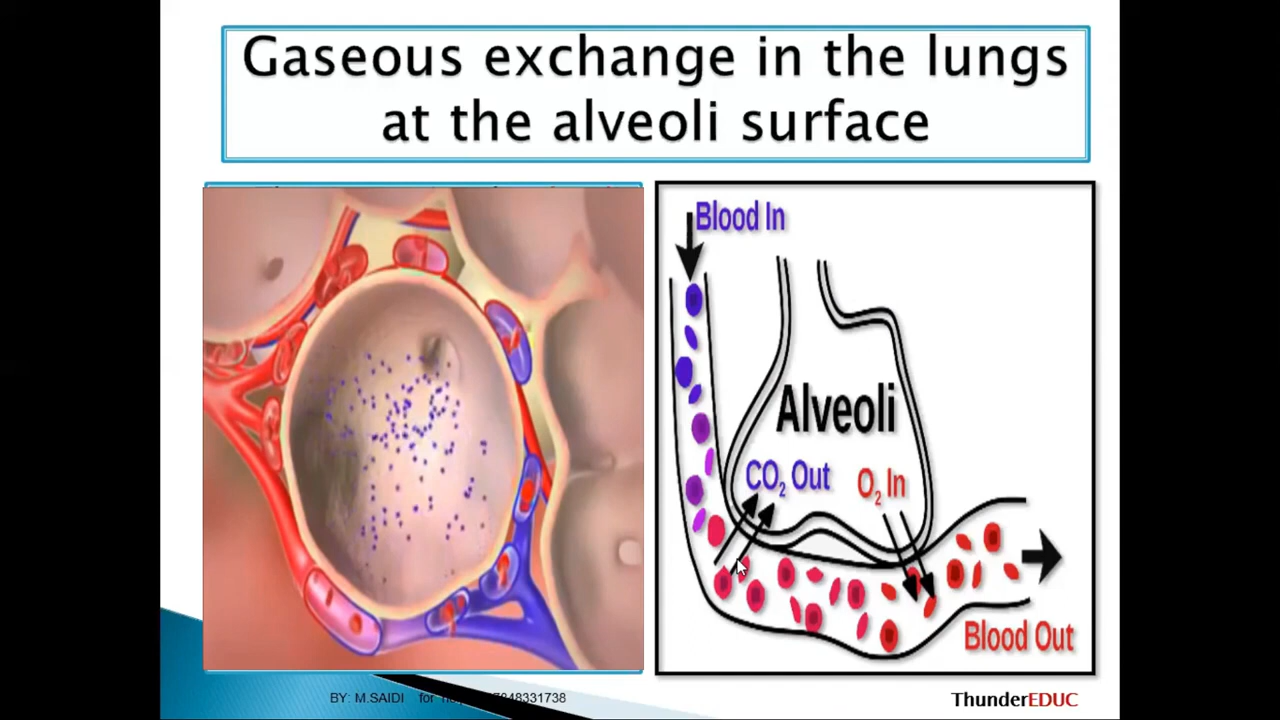 Gaseous exchange in the lungs
at the alveoli surface
Blood In
Alveoli
CO₂ Out
O₂ In
Blood Out
BY: M.SAIDI for
ThunderEDUC